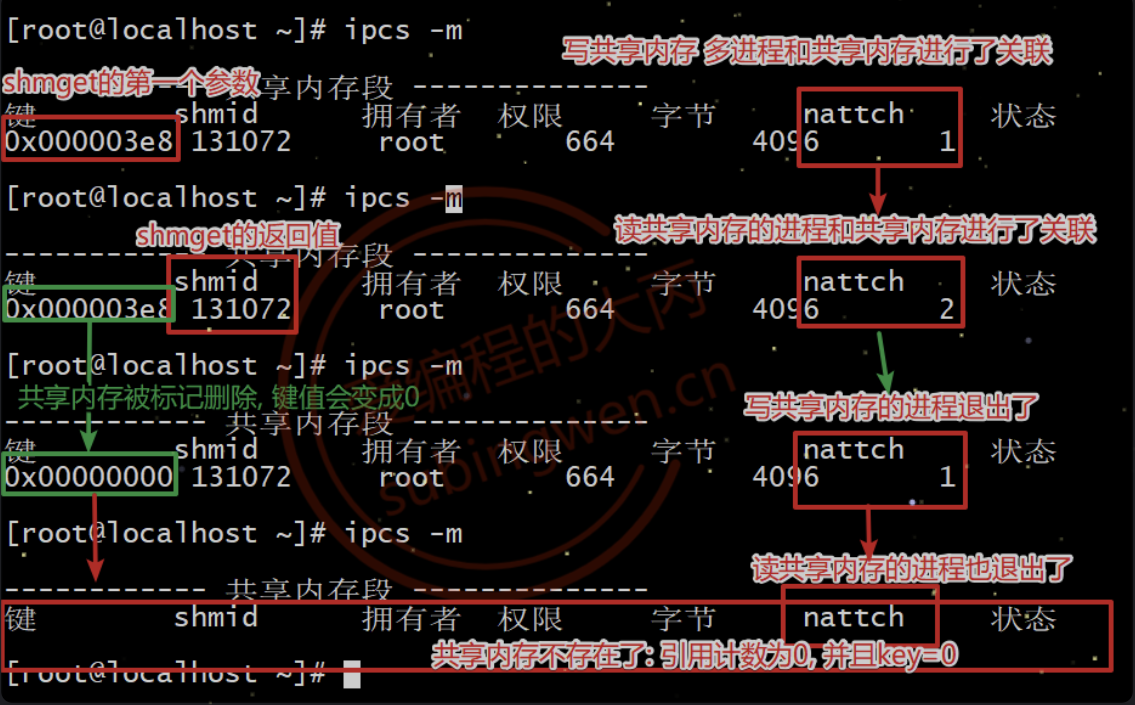 [root@localhost ~]# ipcs -m
写共享内存 多进程和共享内存进行了关联
shmget的第一个参数
------------ 共享内存段 --------------
键 shmid 拥有者 权限 字节 nattch 状态
0x000003e8 131072 root 664 4096 1
[root@localhost ~]# ipcs -m
shmget的返回值
读共享内存的进程和共享内存进行了关联
------------ 共享内存段 --------------
键 shmid 拥有者 权限 字节 nattch 状态
0x000003e8 131072 root 664 4096 2
[root@localhost ~]# ipcs -m
共享内存被标记删除, 键值会变成0
写共享内存的进程退出了
------------ 共享内存段 --------------
键 shmid 拥有者 权限 字节 nattch 状态
0x00000000 131072 root 664 4096 1
[root@localhost ~]# ipcs -m
读共享内存的进程也退出了
------------ 共享内存段 --------------
键 shmid 拥有者 权限 字节 nattch 状态
共享内存不存在了: 引用计数为0, 并且key=0
[root@localhost ~]#
编程的大丙
subingwen.cn